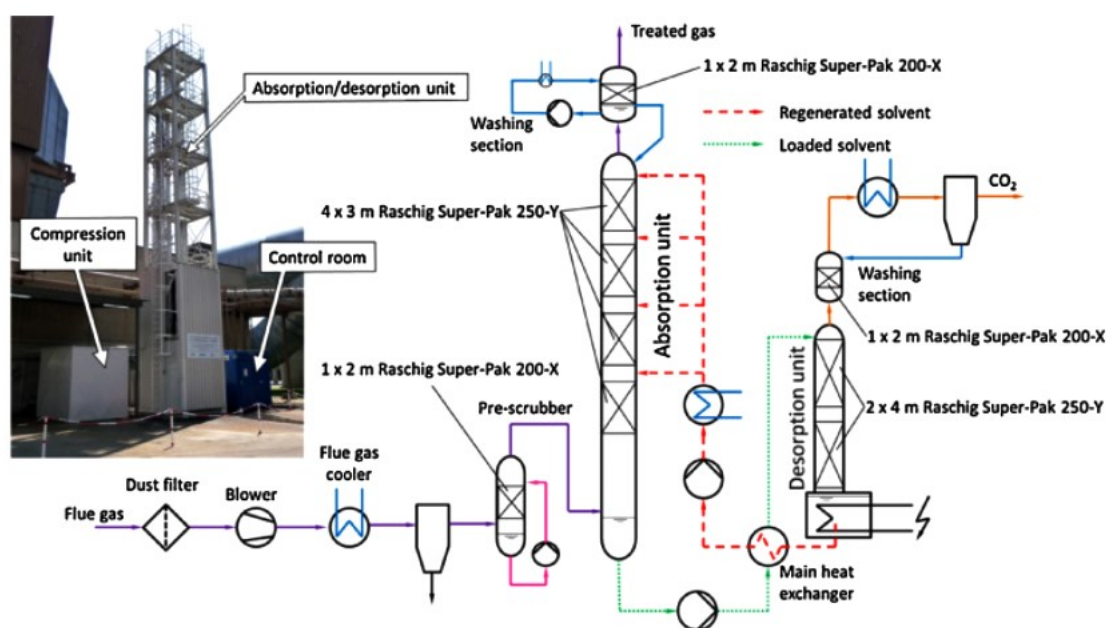 Absorption/desorption unit
Compression
unit
Control room
Treated gas
1 x 2 m Raschig Super-Pak 200-X
Washing
section
Regenerated solvent
Loaded solvent
4 x 3 m Raschig Super-Pak 250-Y
Absorption unit
CO₂
Washing
section
1 x 2 m Raschig Super-Pak 200-X
Desorption unit
2 x 4 m Raschig Super-Pak 250-Y
1 x 2 m Raschig Super-Pak 200-X
Pre-scrubber
Flue gas
cooler
Dust filter
Blower
Flue gas
Main heat
exchanger